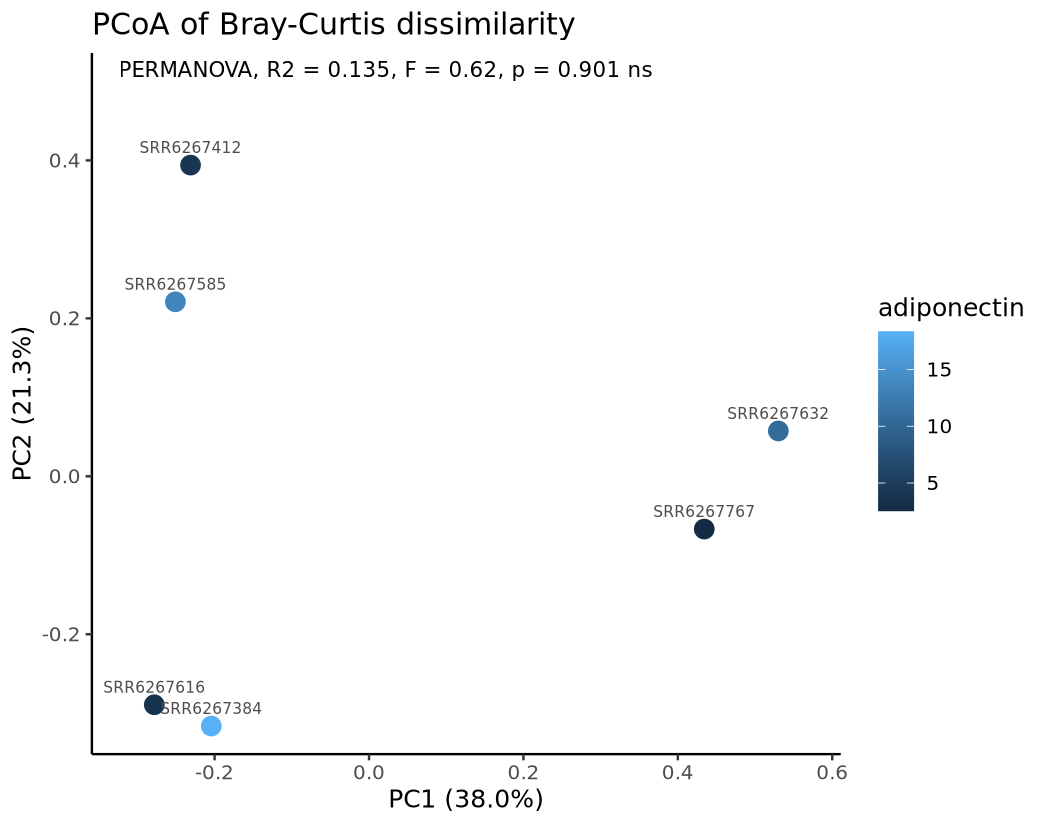 PCoA of Bray-Curtis dissimilarity
PERMANOVA, R2 = 0.135, F = 0.62, p = 0.901 ns
SRR6267412
SRR6267585
SRR6267632
SRR6267767
SRR6267616
SRR6267384
0.4
0.2
0.0
-0.2
PC2 (21.3%)
-0.2
0.0
0.2
0.4
0.6
PC1 (38.0%)
adiponectin
15
10
5